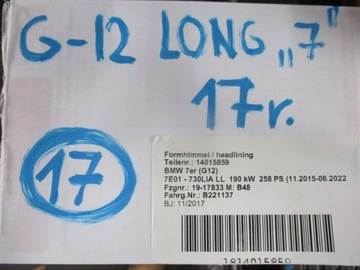 G-12 LONG „7"
17r.
17
Formhimmel / headlining
Teilenr.: 14015859
BMW 7er (G12)
7E01 - 730LiA LL 190 kW 258 PS (11.2015-06.2022
Fzgnr.: 19-17833 M: B48
Fahrg.Nr.: B221137
BJ: 11/2017
1814015859